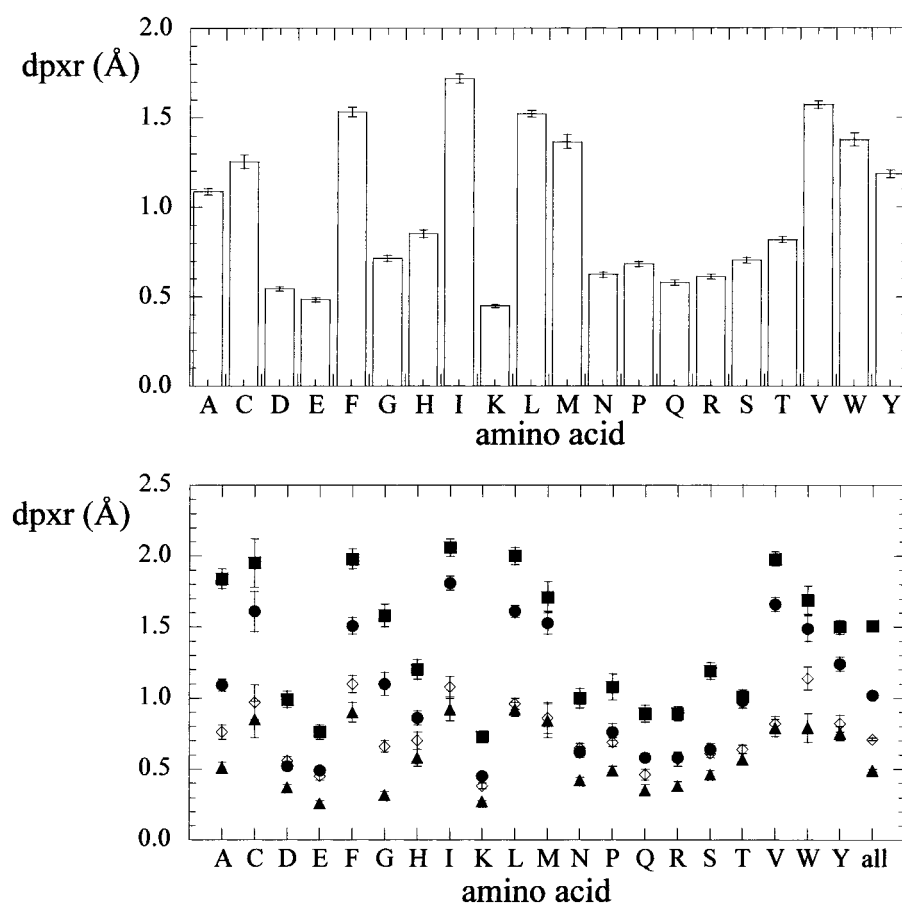 2.0
dpxr (Å)
1.5
1.0
0.5
0.0
A C D E F G H I K L M N P Q R S T V W Y
amino acid
2.5
dpxr (Å)
2.0
1.5
1.0
0.5
0.0
A C D E F G H I K L M N P Q R S T V W Y all
amino acid